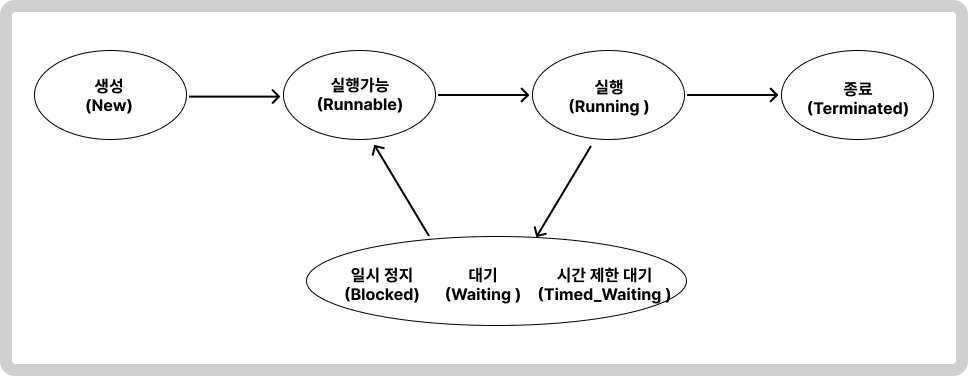 생성
(New)
실행가능
(Runnable)
실행
(Running )
종료
(Terminated)
일시 정지
(Blocked)
대기
(Waiting )
시간 제한 대기
(Timed_Waiting )